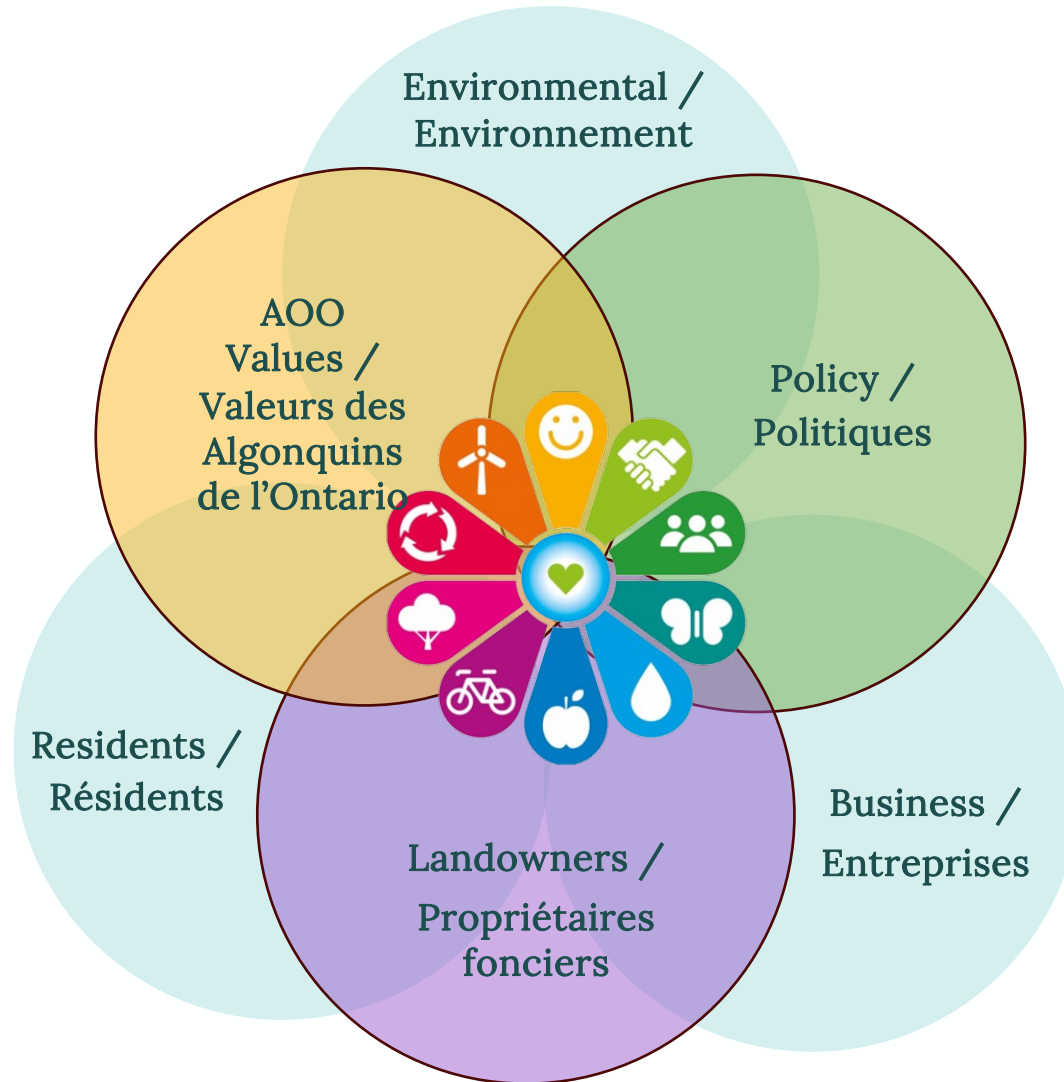 Environmental /
Environnement
AOO
Values /
Valeurs des
Algonquins
de l’Ontario
Policy /
Politiques
Residents /
Résidents
Business /
Entreprises
Landowners /
Propriétaires
fonciers